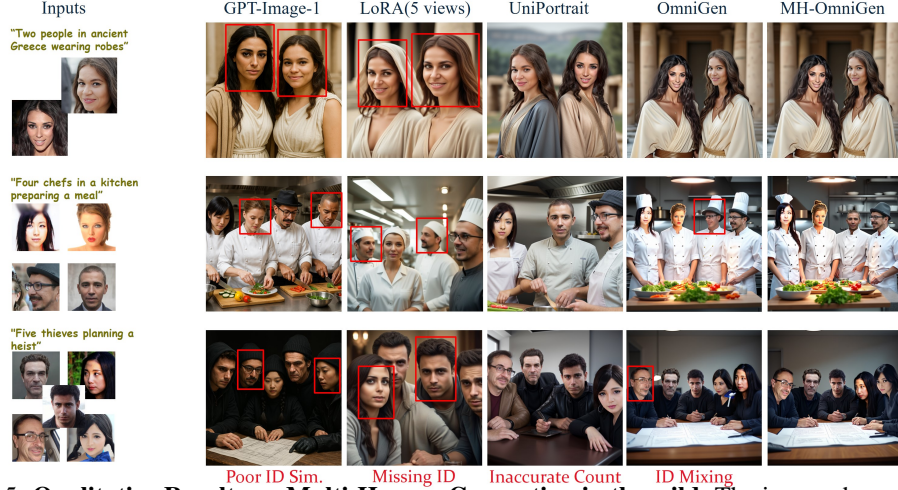 Inputs
GPT-Image-1
LoRA(5 views)
UniPortrait
OmniGen
MH-OmniGen
“Two people in ancient
Greece wearing robes”
"Four chefs in a kitchen
preparing a meal”
"Five thieves planning a
heist”
Poor ID Sim.
Missing ID
Inaccurate Count
ID Mixing